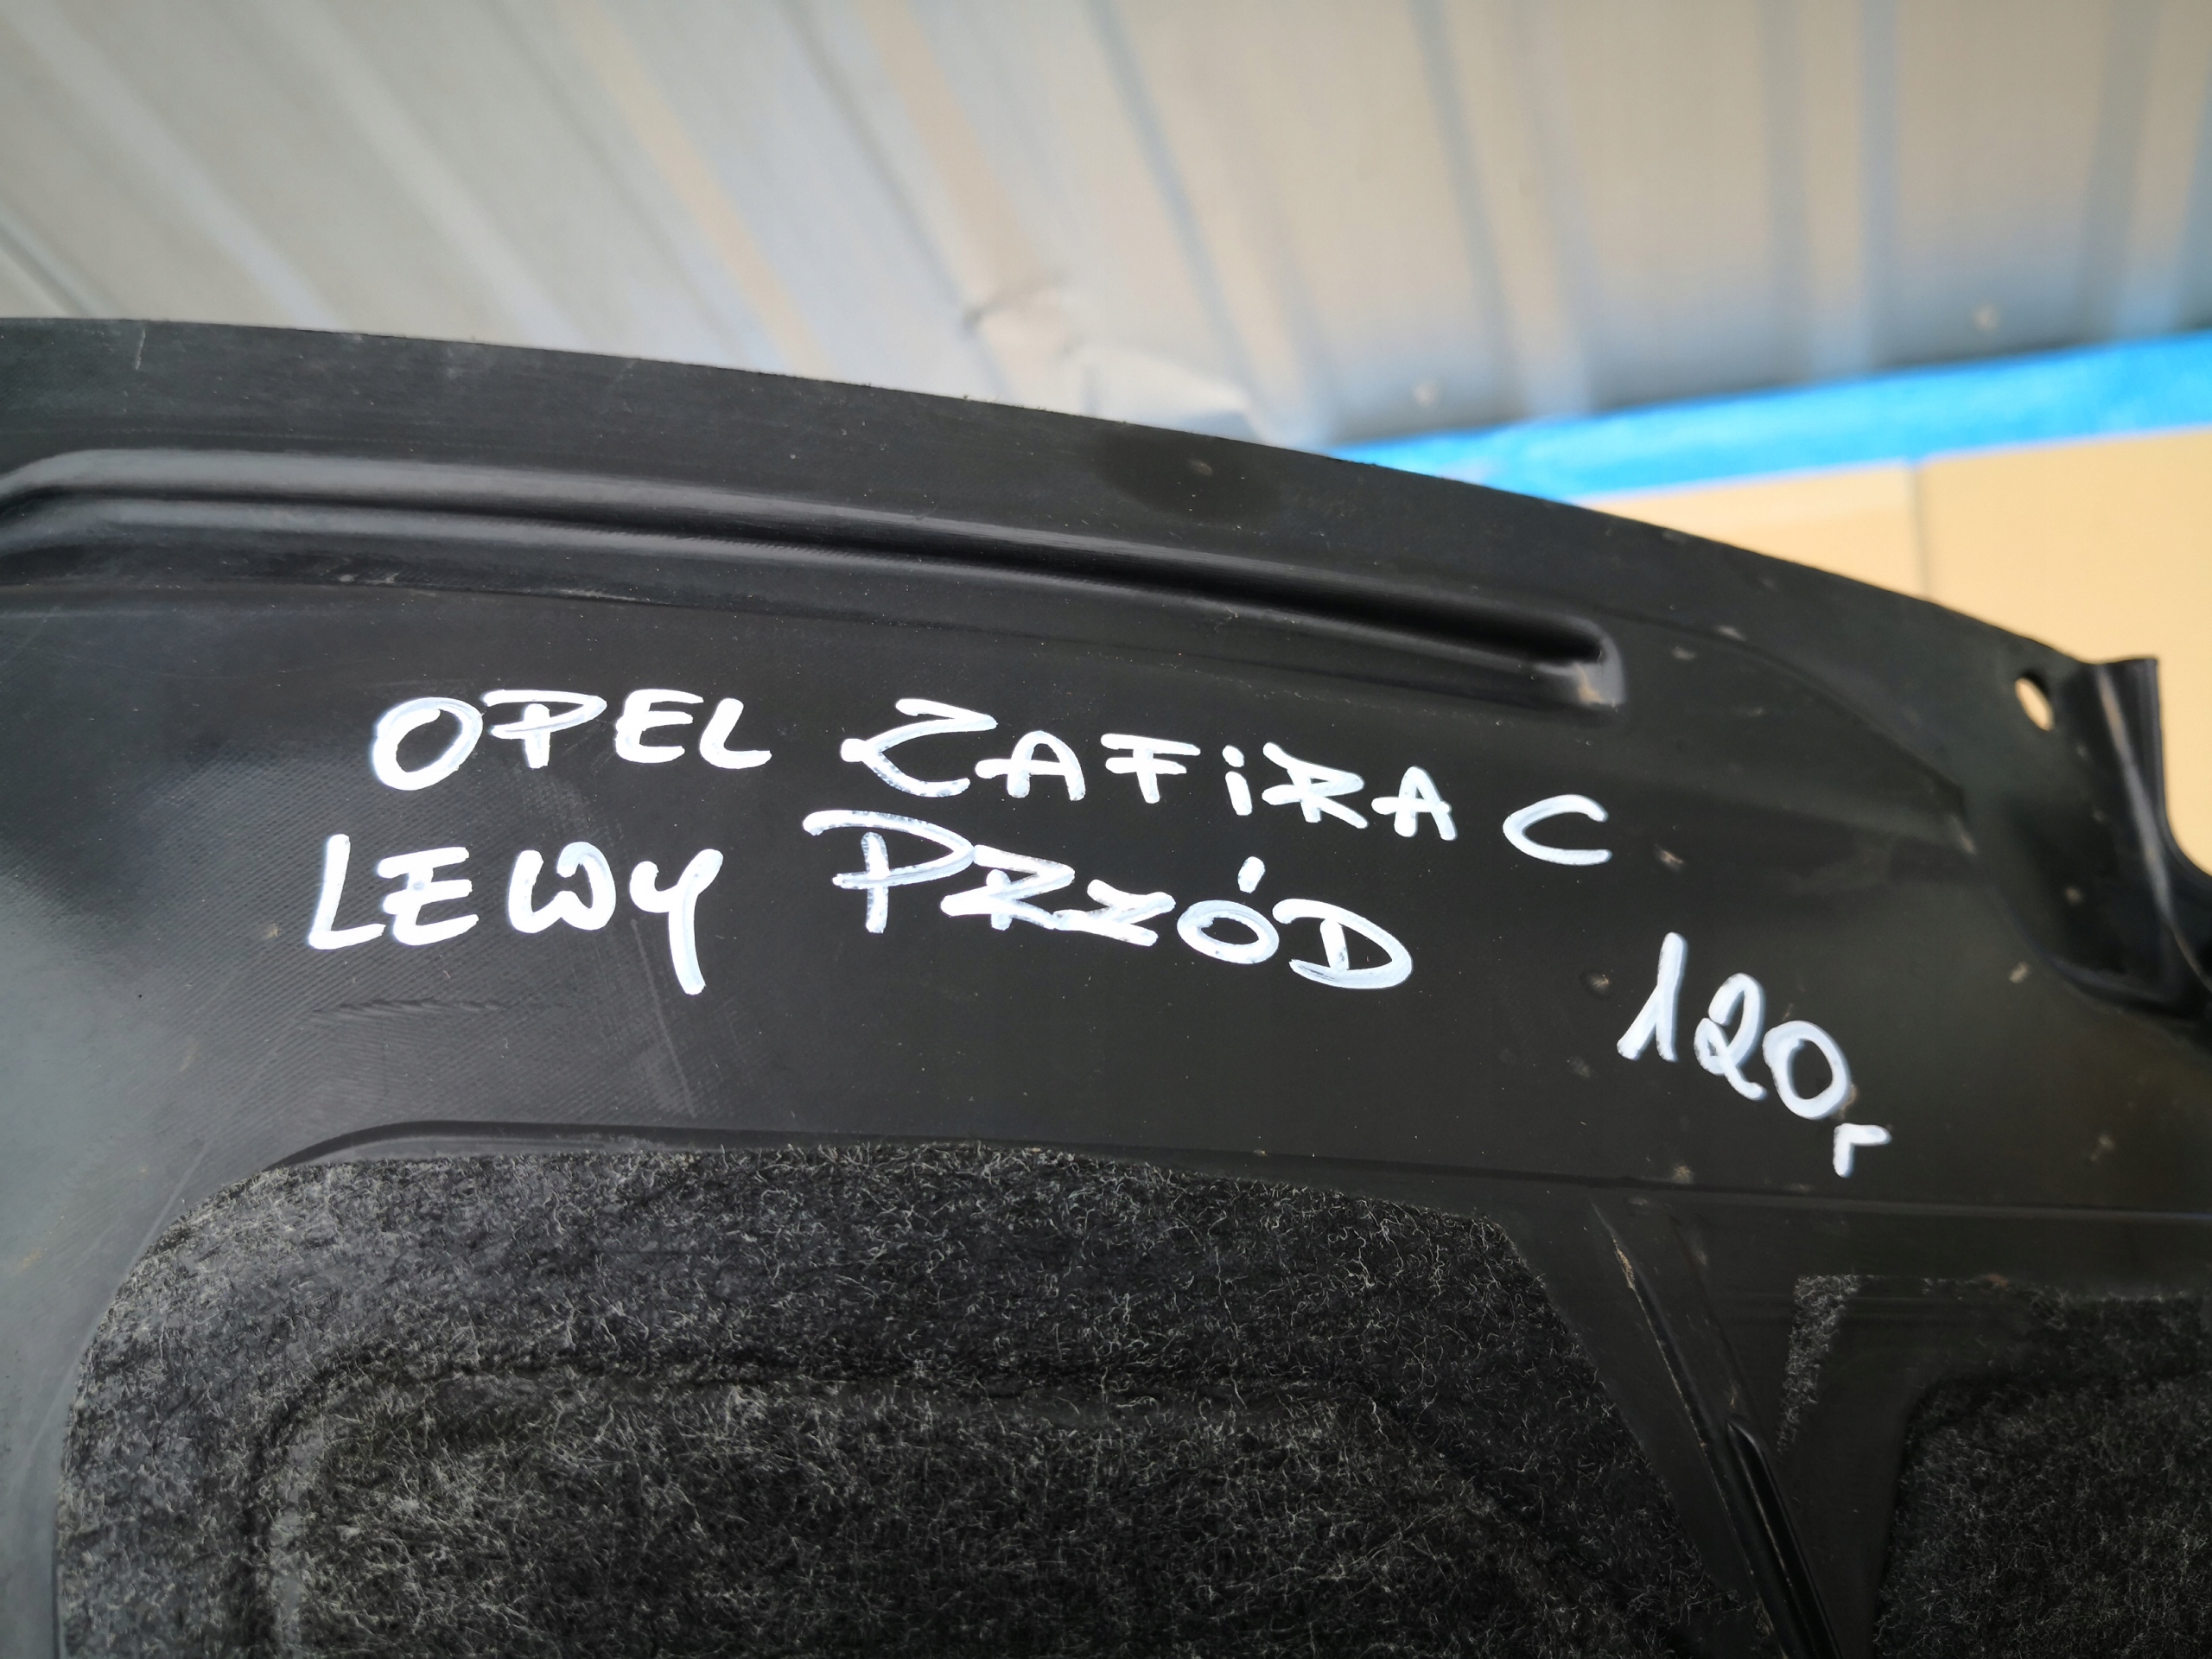 OPEL ZAFIRA C
LEWY PRZÓD
120,-